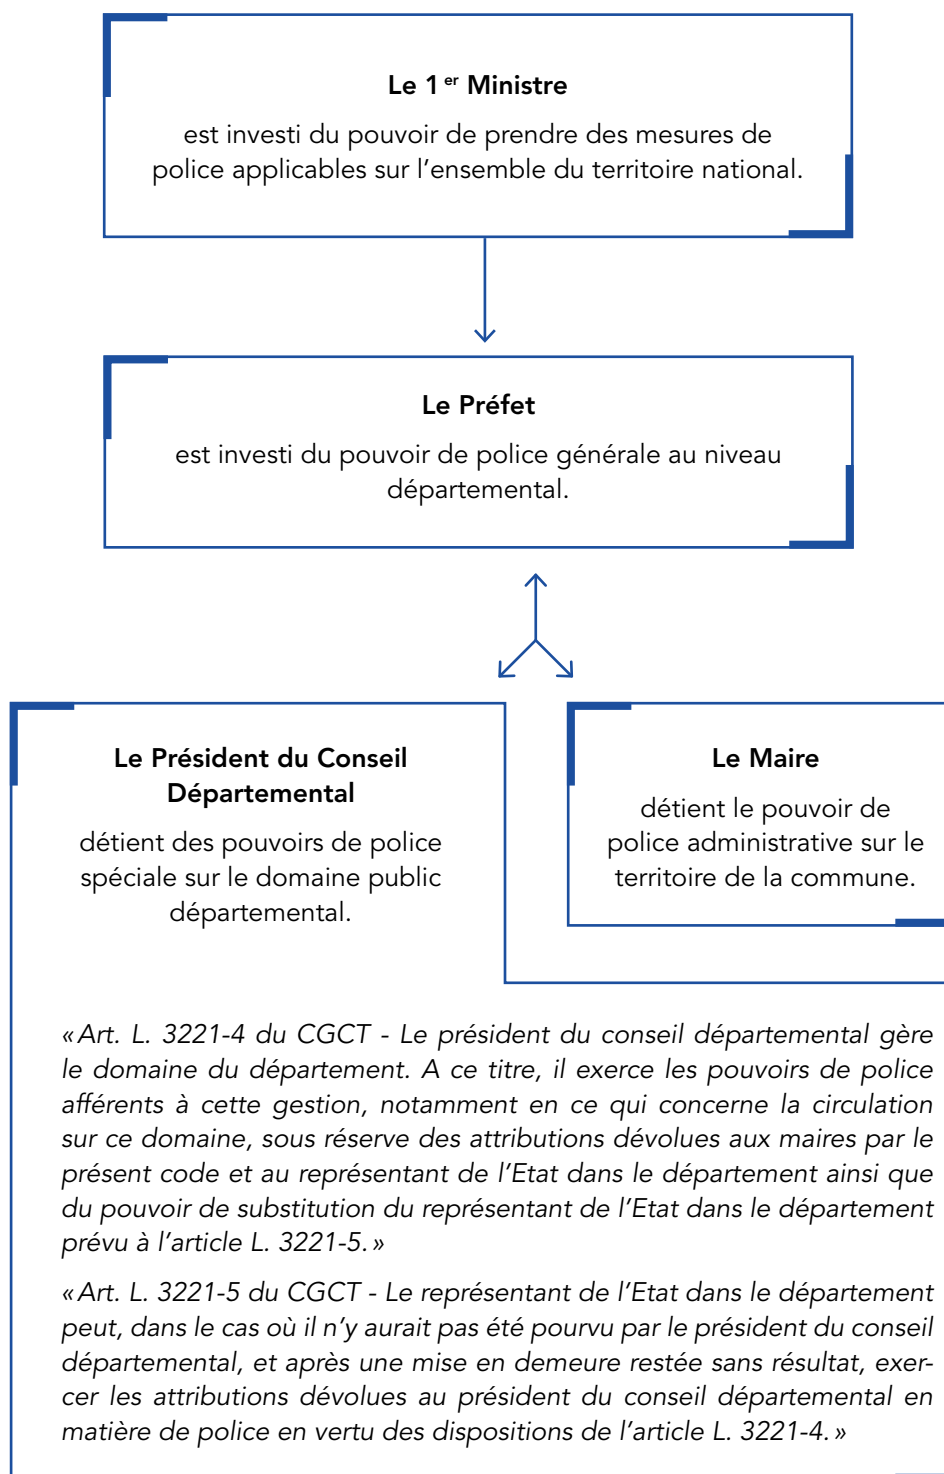 Le 1er Ministre
est investi du pouvoir de prendre des mesures de
police applicables sur l’ensemble du territoire national.
Le Préfet
est investi du pouvoir de police générale au niveau
départemental.
Le Président du Conseil
Départemental
détient des pouvoirs de police
spéciale sur le domaine public
départemental.
Le Maire
détient le pouvoir de
police administrative sur le
territoire de la commune.
« Art. L. 3221-4 du CGCT - Le président du conseil départemental gère
le domaine du département. A ce titre, il exerce les pouvoirs de police
afférents à cette gestion, notamment en ce qui concerne la circulation
sur ce domaine, sous réserve des attributions dévolues aux maires par le
présent code et au représentant de l’Etat dans le département ainsi que
du pouvoir de substitution du représentant de l’Etat dans le département
prévu à l’article L. 3221-5. »
« Art. L. 3221-5 du CGCT - Le représentant de l’Etat dans le département
peut, dans le cas où il n’y aurait pas été pourvu par le président du conseil
départemental, et après une mise en demeure restée sans résultat, exer-
cer les attributions dévolues au président du conseil départemental en
matière de police en vertu des dispositions de l’article L. 3221-4. »